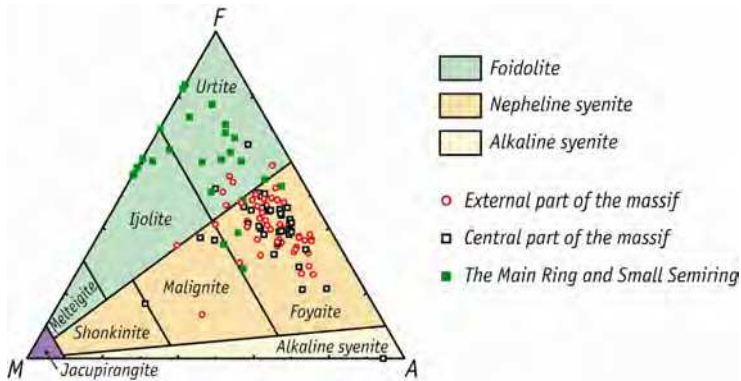 F
Urtite
Ijolite
Melteigite
Malignite
Shonkinite
Foyaite
Alkaline syenite
M
A
Jacupirangite
Foidolite
Nepheline syenite
Alkaline syenite
External part of the massif
Central part of the massif
The Main Ring and Small Semiring